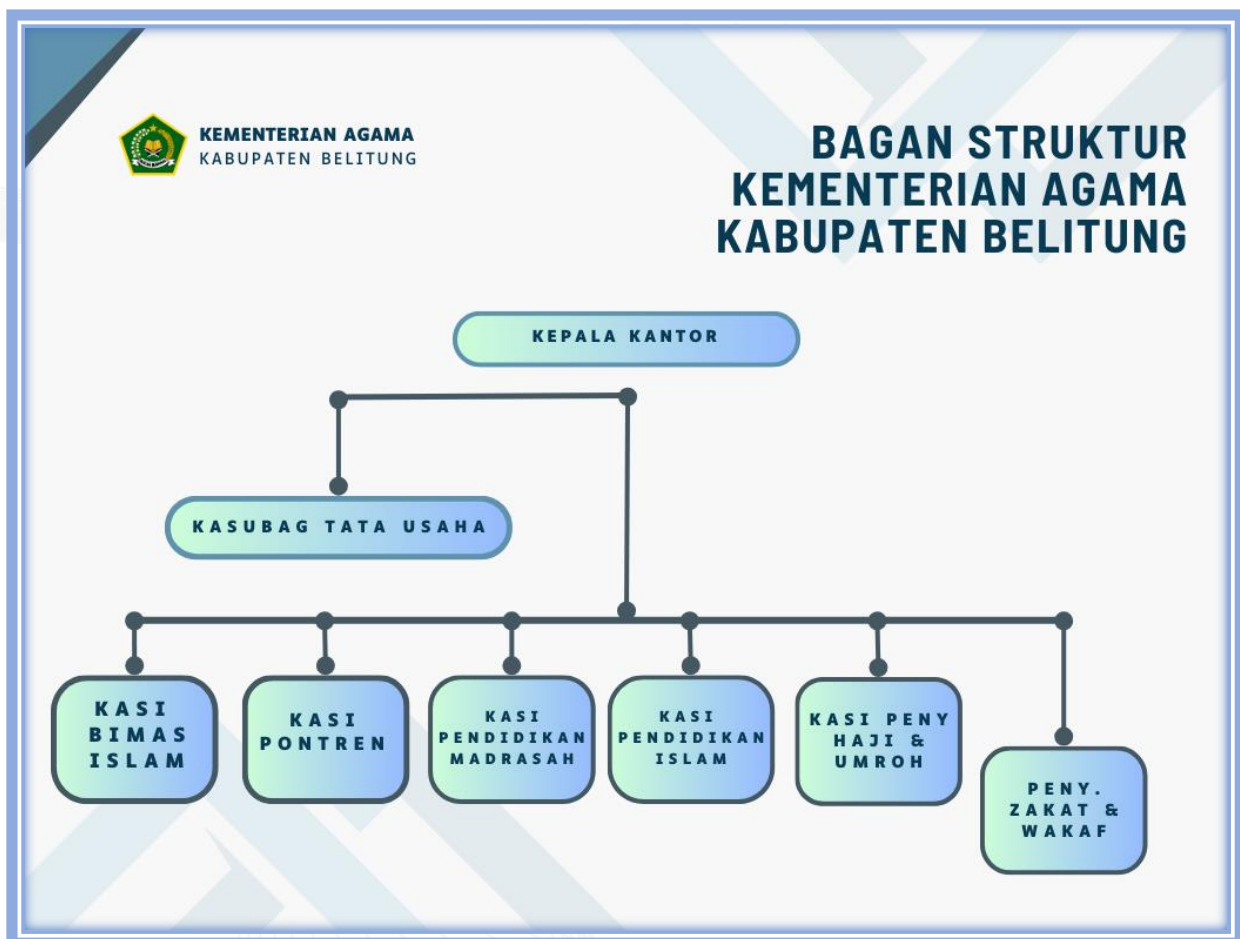 KEMENTERIAN AGAMA
KABUPATEN BELITUNG
BAGAN STRUKTUR
KEMENTERIAN AGAMA
KABUPATEN BELITUNG
KEPALA KANTOR
KASUBAG TATA USAHA
KASI
BIMAS
ISLAM
KASI
PONTREN
KASI
PENDIDIKAN
MADRASAH
KASI
PENDIDIKAN
ISLAM
KASI PENY
HAJI &
UMROH
PENY.
ZAKAT &
WAKAF